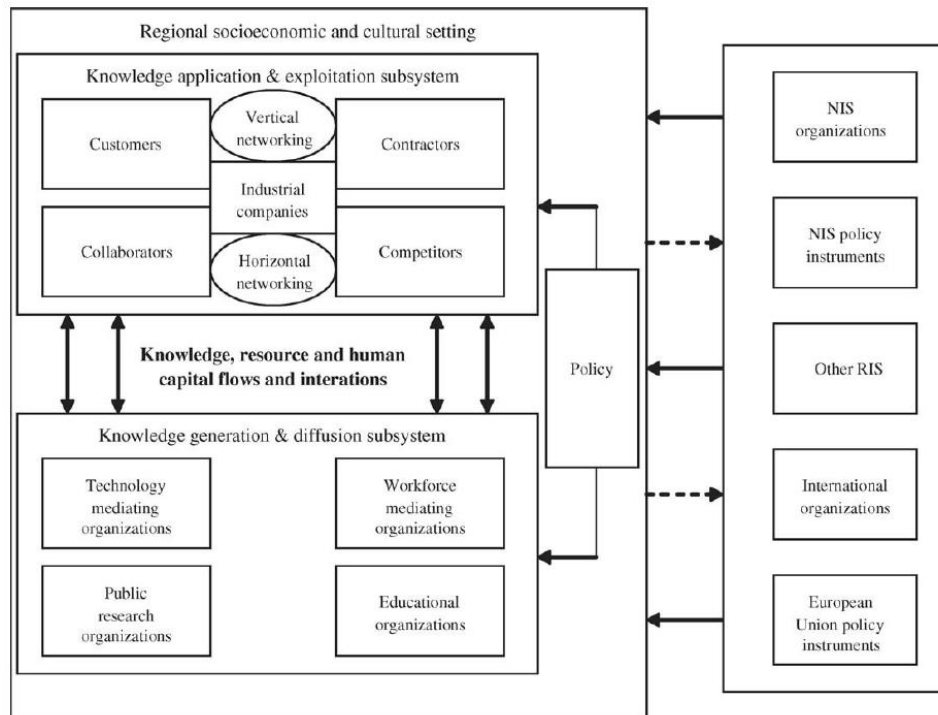 Regional socioeconomic and cultural setting
Knowledge application & exploitation subsystem
Customers
Vertical
networking
Contractors
Industrial
companies
Collaborators
Horizontal
networking
Competitors
Knowledge, resource and human
capital flows and interations
Policy
Knowledge generation & diffusion subsystem
Technology
mediating
organizations
Workforce
mediating
organizations
Public
research
organizations
Educational
organizations
NIS
organizations
NIS policy
instruments
Other RIS
International
organizations
European
Union policy
instruments